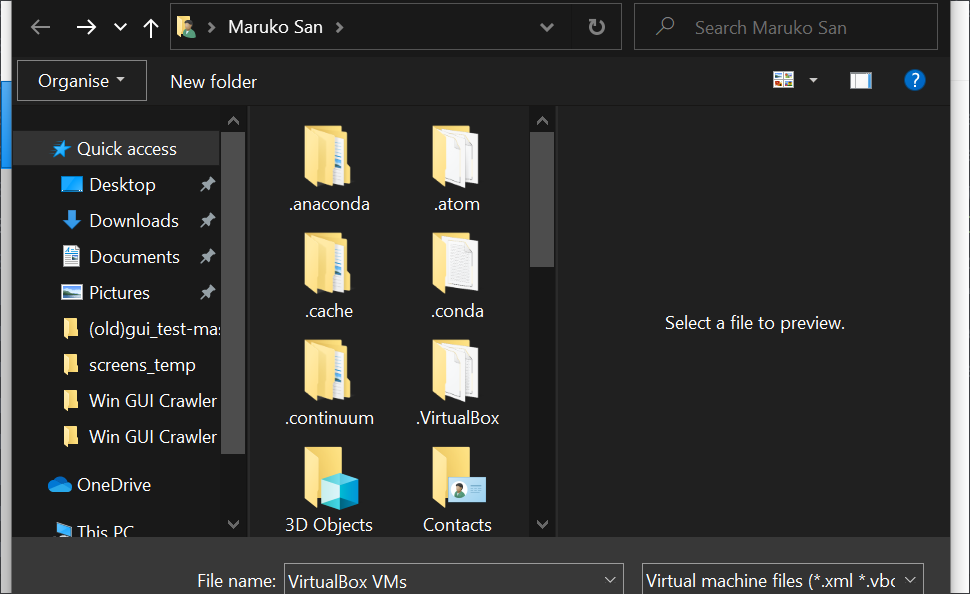 Maruko San
Search Maruko San
Organise
New folder
?
Quick access
Desktop
Downloads
Documents
Pictures
(old)gui_test-mas
screens_temp
Win GUI Crawler
Win GUI Crawler
OneDrive
This PC
.anaconda
.atom
.cache
.conda
.continuum
.VirtualBox
3D Objects
Contacts
Select a file to preview.
File name:
VirtualBox VMs
Virtual machine files (*.xml *.vbo